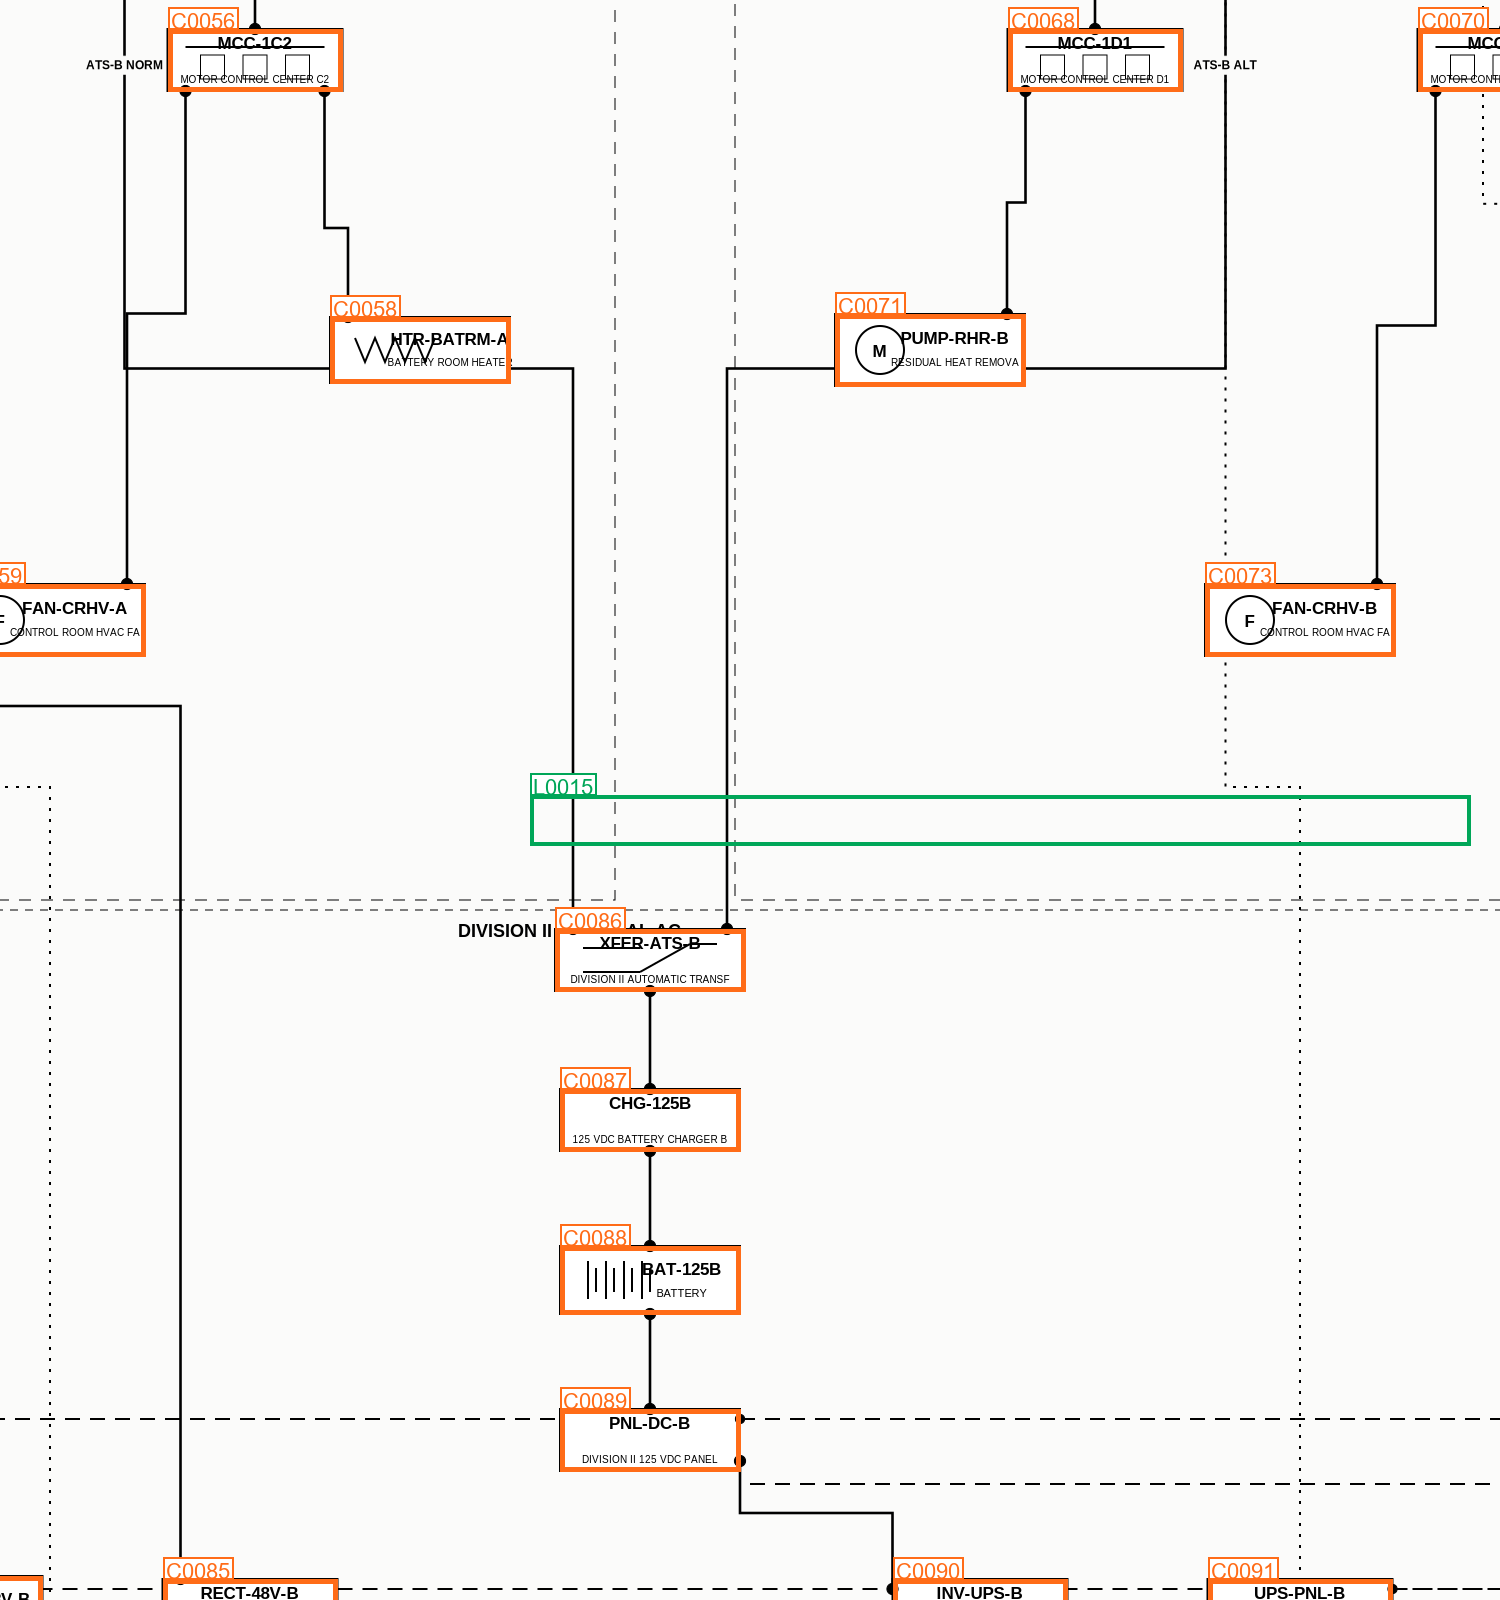 C0056
C0068
C0070
MCC-1C2
MCC-1D1
ATS-B NORM
ATS-B ALT
MOTOR CONTROL CENTER C2
MOTOR CONTROL CENTER D1
C0058
C0071
HTR-BATRM-A
PUMP-RHR-B
M
BATTERY ROOM HEATER
RESIDUAL HEAT REMOVA
59
C0073
FAN-CRHV-A
FAN-CRHV-B
F
F
CONTROL ROOM HVAC FA
CONTROL ROOM HVAC FA
L0015
C0086
DIVISION II
XFER-ATS-B
DIVISION II AUTOMATIC TRANSF
C0087
CHG-125B
125 VDC BATTERY CHARGER B
C0088
BAT-125B
BATTERY
C0089
PNL-DC-B
DIVISION II 125 VDC PANEL
C0085
C0090
C0091
RECT-48V-B
INV-UPS-B
UPS-PNL-B